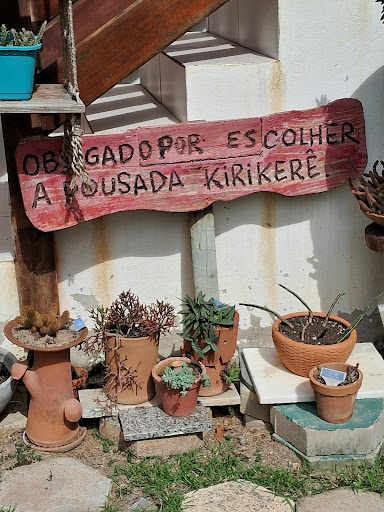 OBRIGADO POR ESCOLHER
A POUSADA KIRIKERÊ.